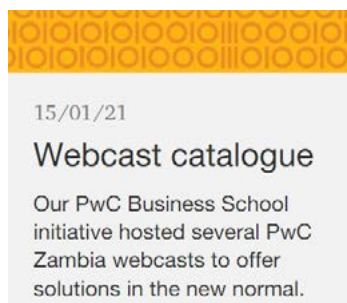 15/01/21
Webcast catalogue
Our PwC Business School
initiative hosted several PwC
Zambia webcasts to offer
solutions in the new normal.